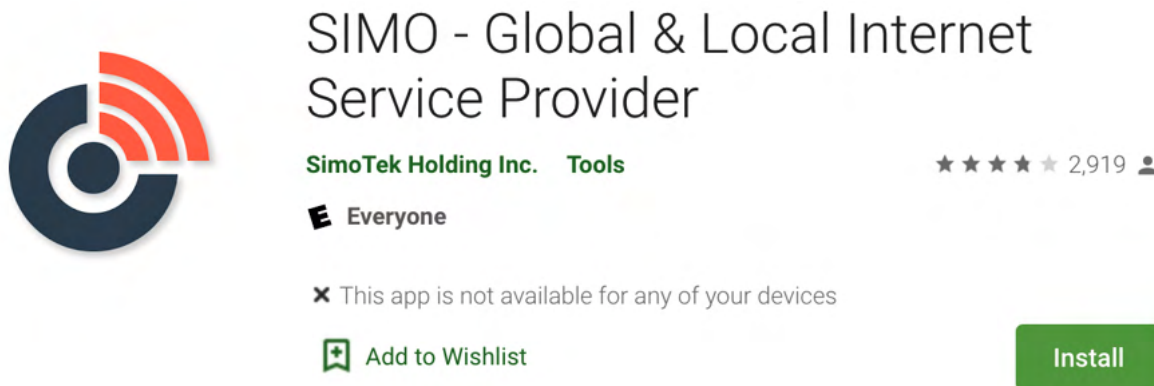 SIMO - Global & Local Internet
Service Provider
SimoTek Holding Inc. Tools 2,919
E Everyone
This app is not available for any of your devices
Add to Wishlist Install